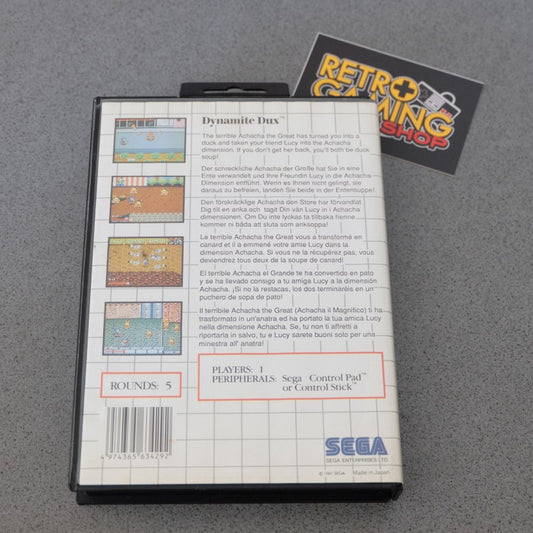 RETRO
GAMING
SHOP
Dynamite Dux™
The terrible Achacha the Great has turned you into a
duck and taken your friend Lucy into the Achacha
dimension. If you don't get her back, you'll both be duck
soup!
Der schreckliche Achacha der Große hat Sie in eine
Ente verwandelt und Ihre Freundin Lucy in die Achacha
Dimension entführt. Wenn es Ihnen nicht gelingt, sie
daraus zu befreien, landen Sie beide in der Entensuppe!
Den förskräklige Achacha den Store har förvandlat
Dig till en anka och tagit Din vän Lucy in i Achacha
dimensionen. Om Du inte lyckas ta tillbaka henne
kommer ni båda att sluta som anksoppa!
Le terrible Achacha the Great vous a transformé en
canard et il a emmené votre amie Lucy dans la
dimension Achacha. Si vous ne la récupérez pas, vous
deviendrez tous deux de la soupe de canard!
El terrible Achacha el Grande te ha convertido en pato
y se ha llevado consigo a tu amiga Lucy a la dimensión
Achacha. ¡Si no la restacas, los dos terminaréis en un
puchero de sopa de pato!
Il terribile Achacha the Great (Achacha il Magnifico) ti ha
trasformato in un'anatra ed ha portato la tua amica Lucy
nella dimensione Achacha. Se, tu non ti affretti a
riportarla in salvo, tu e Lucy sarete buoni solo per una
minestra all' anatra!
PLAYERS: 1
PERIPHERALS: Sega Control Pad™
or Control Stick™
ROUNDS: 5
4 974365 634292
SEGA
SEGA ENTERPRISES LTD.
SEGA Made in Japan